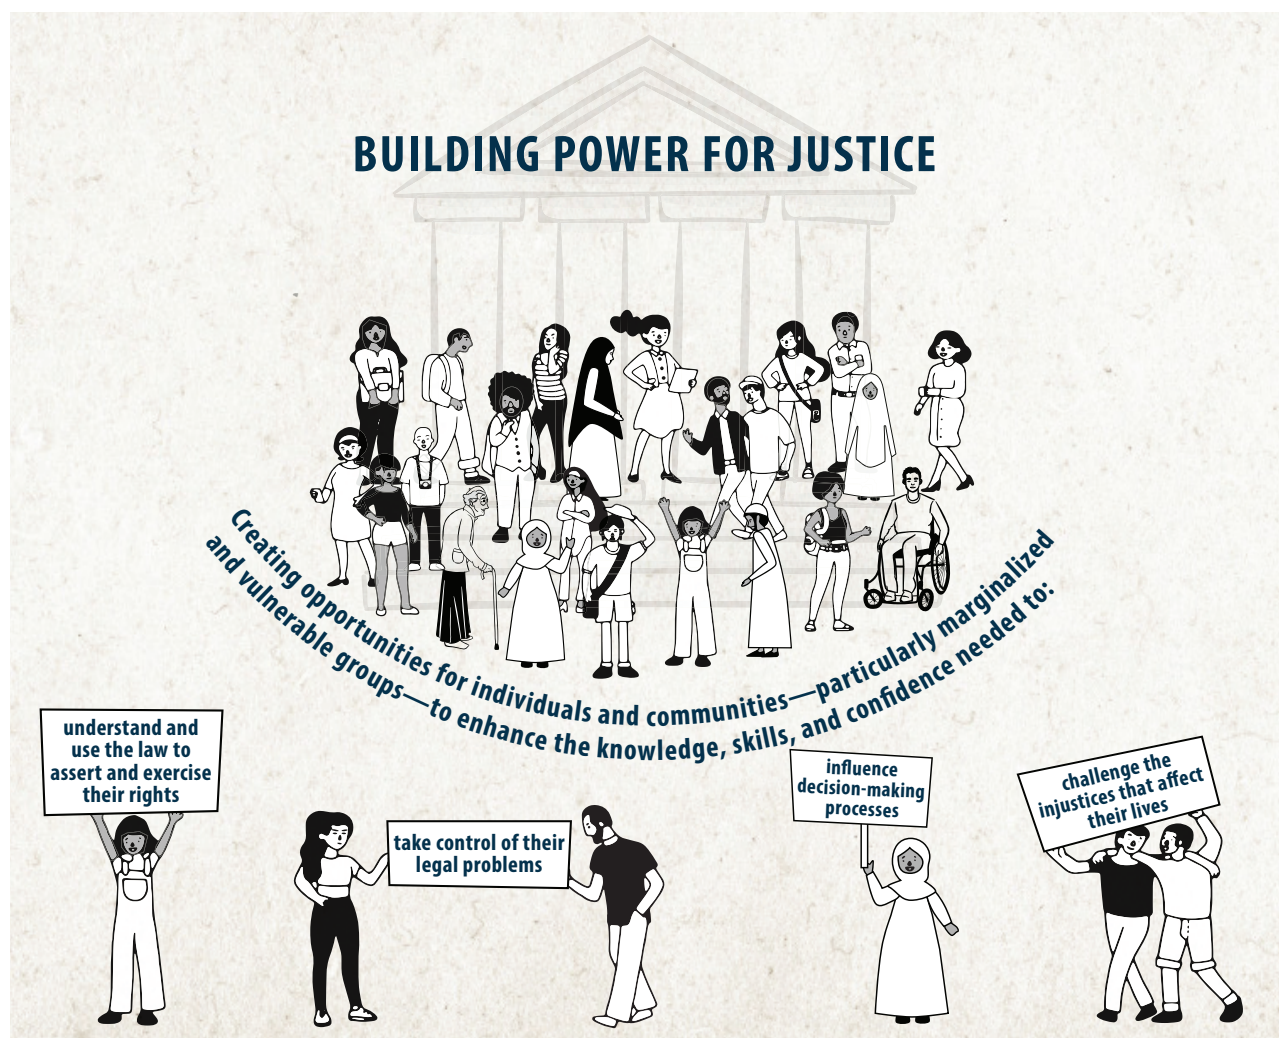 BUILDING POWER FOR JUSTICE
Creating opportunities for individuals and communities—particularly marginalized
and vulnerable groups—to enhance the knowledge, skills, and confidence needed to:
understand and
use the law to
assert and exercise
their rights
take control of their
legal problems
influence
decision-making
processes
challenge the
injustices that affect
their lives